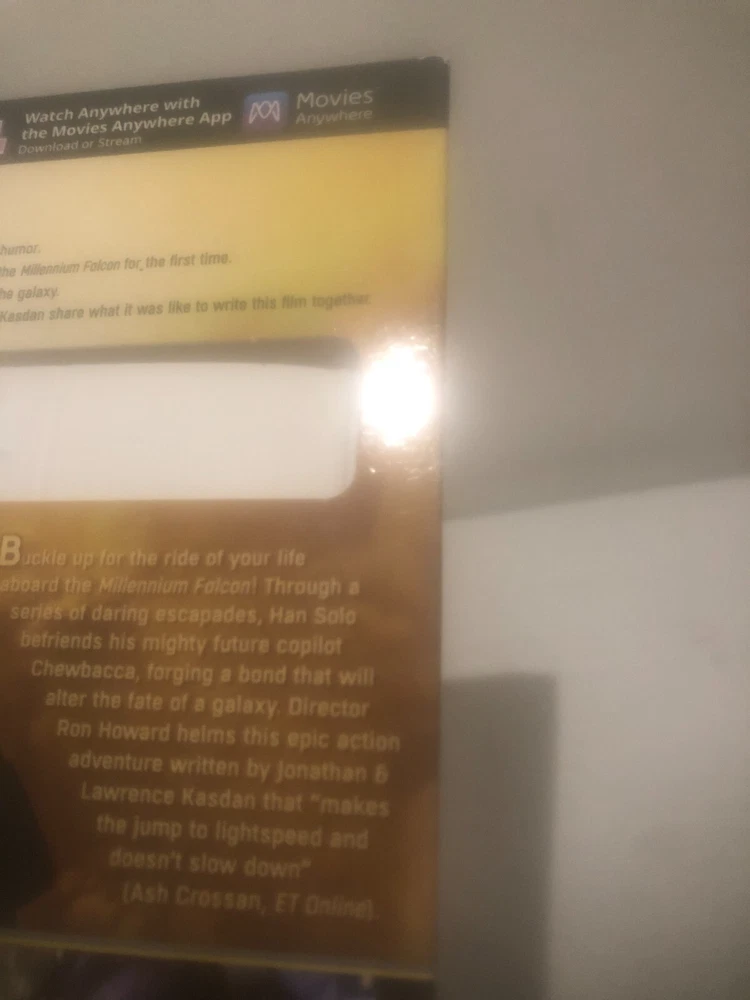 Watch Anywhere with
the Movies Anywhere App
Download or Stream
Movies
Anywhere
humor.
the Millennium Falcon for the first time.
he galaxy.
Kasdan share what it was like to write this film together.
Buckle up for the ride of your life
aboard the Millennium Falcon! Through a
series of daring escapades, Han Solo
befriends his mighty future copilot
Chewbacca, forging a bond that will
alter the fate of a galaxy. Director
Ron Howard helms this epic action
adventure written by Jonathan &
Lawrence Kasdan that “makes
the jump to lightspeed and
doesn't slow down”
(Ash Crossan, ET Online).